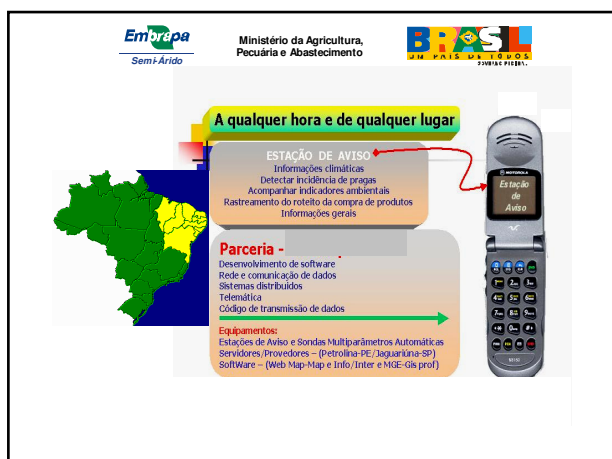 Embrapa
Semi-Árido
Ministério da Agricultura,
Pecuária e Abastecimento
BRASIL
UM PAÍS DE TODOS
GOVERNO FEDERAL
A qualquer hora e de qualquer lugar
ESTAÇÃO DE AVISO
Informações climáticas
Detectar incidência de pragas
Acompanhar indicadores ambientais
Rastreamento do roteito da compra de produtos
Informações gerais
MOTOROLA
Estação
de
Aviso
Parceria -
Desenvolvimento de software
Rede e comunicação de dados
Sistemas distribuidos
Telemática
Código de transmissão de dados
Equipamentos:
Estações de Aviso e Sondas Multiparâmetros Automáticas
Servidores/Provedores – (Petrolina-PE/Jaguariúna-SP)
SoftWare – (Web Map-Map e Info/Inter e MGE-Gis prof)